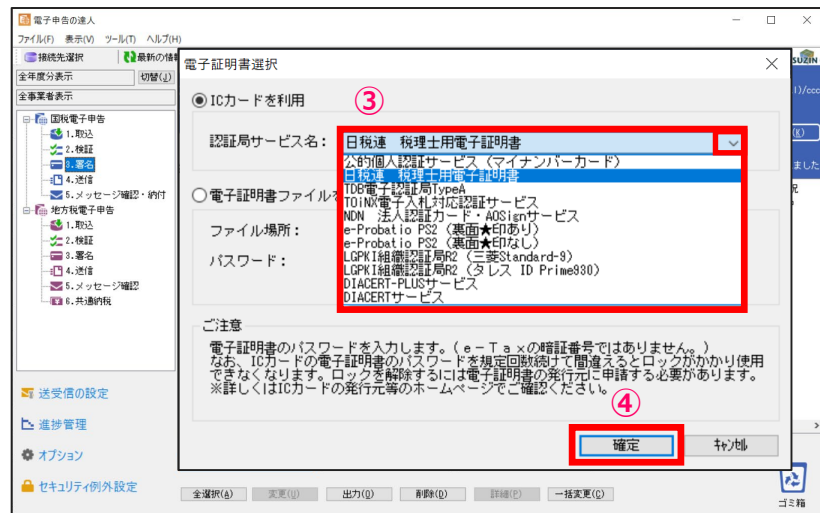 電子申告の達人
ファイル(F) 表示(V) ツール(T) ヘルプ(H)
接続先選択 最新の情
全年度分表示 切替(J)
全事業者表示
国税電子申告
1.取込
2.検証
3.署名
4.送信
5.メッセージ確認・納付
地方税電子申告
1.取込
2.検証
3.署名
4.送信
5.メッセージ確認
6.共通納税
送受信の設定
進捗管理
オプション
セキュリティ例外設定
電子証明書選択
ICカードを利用
③
認証局サービス名: 日税連 税理士用電子証明書
公的個人認証サービス(マイナンバーカード)
日税連 税理士用電子証明書
TDB電子認証局TypeA
TOiNX電子入札対応認証サービス
NDN 法人認証カード・AOSignサービス
e-Probatio PS2(裏面★印あり)
e-Probatio PS2(裏面★印なし)
LGPKI組織認証局R2(三菱Standard-9)
LGPKI組織認証局R2(タレス ID Prime930)
DIACERT-PLUSサービス
DIACERTサービス
電子証明書ファイルを
ファイル場所:
パスワード:
ご注意
電子証明書のパスワードを入力します。(e-Taxの暗証番号ではありません。)
なお、ICカードの電子証明書のパスワードを規定回数続けて間違えるとロックがかかり使用
できなくなります。ロックを解除するには電子証明書の発行元に申請する必要があります。
※詳しくはICカードの発行元等のホームページでご確認ください。
④
確定 キャンセル
SUZIN
)/ccc
(K)
ました
全選択(A) 変更(U) 出力(O) 削除(D) 詳細(P) 一括変更(C)
ゴミ箱